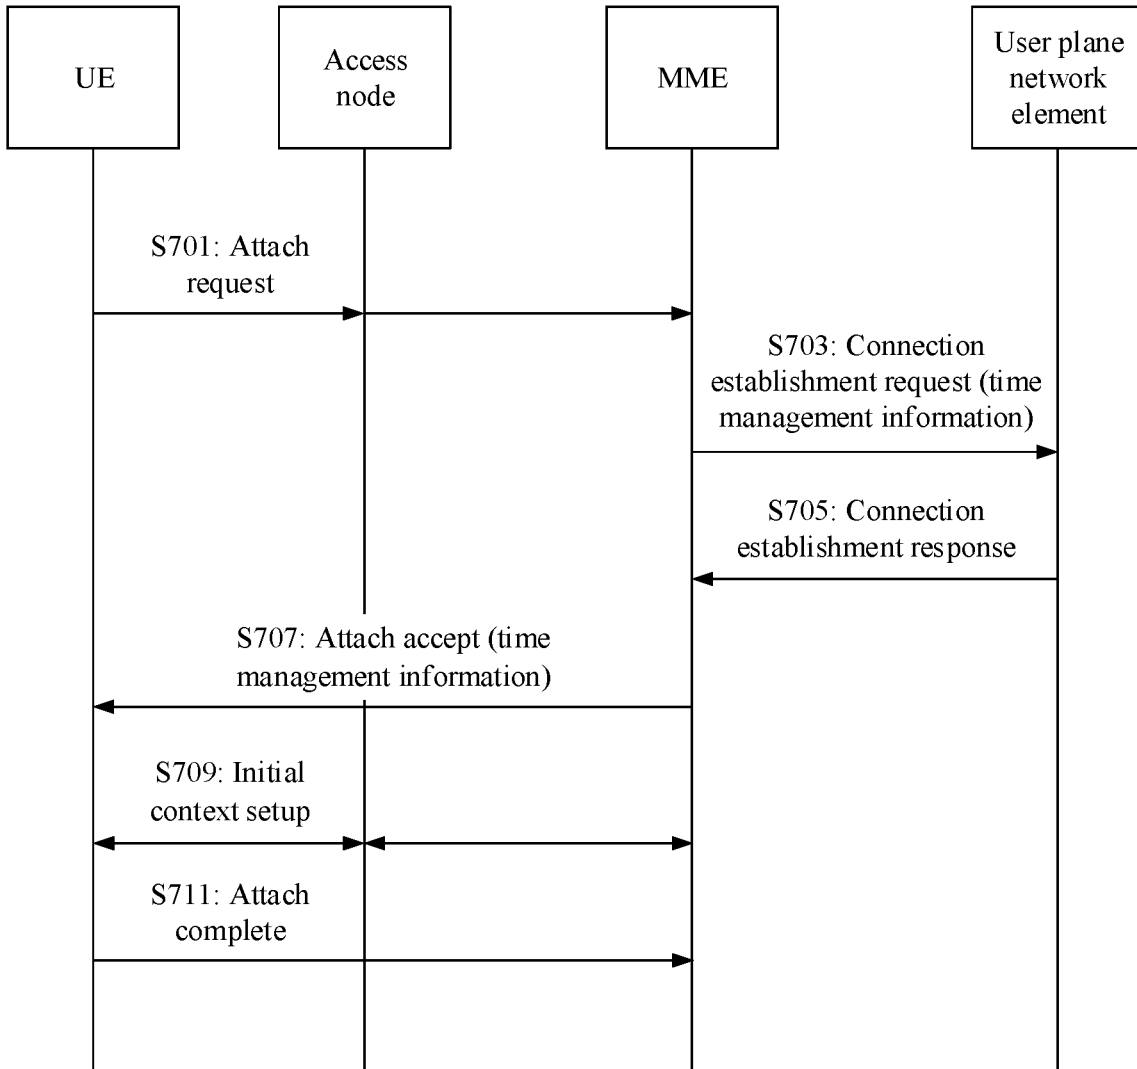 UE
Access
node
MME
User plane
network
element
S701: Attach
request
S703: Connection
establishment request (time
management information)
S705: Connection
establishment response
S707: Attach accept (time
management information)
S709: Initial
context setup
S711: Attach
complete